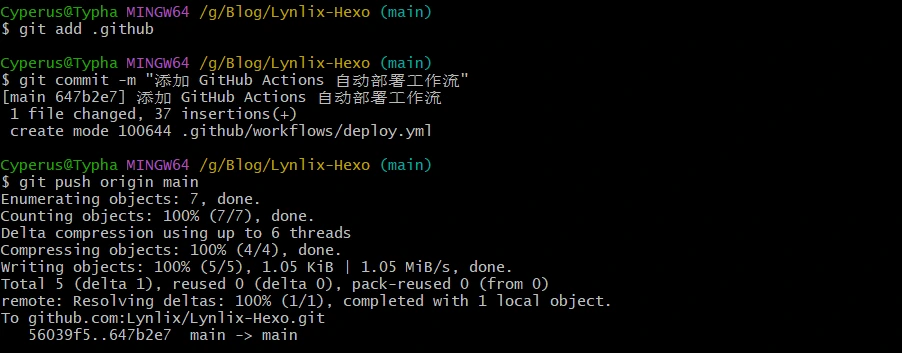 Cyperus@Typha MINGW64 /g/Blog/Lynlix-Hexo (main)
$ git add .github
Cyperus@Typha MINGW64 /g/Blog/Lynlix-Hexo (main)
$ git commit -m "添加 GitHub Actions 自动部署工作流"
[main 647b2e7] 添加 GitHub Actions 自动部署工作流
 1 file changed, 37 insertions(+)
 create mode 100644 .github/workflows/deploy.yml
Cyperus@Typha MINGW64 /g/Blog/Lynlix-Hexo (main)
$ git push origin main
Enumerating objects: 7, done.
Counting objects: 100% (7/7), done.
Delta compression using up to 6 threads
Compressing objects: 100% (4/4), done.
Writing objects: 100% (5/5), 1.05 KiB | 1.05 MiB/s, done.
Total 5 (delta 1), reused 0 (delta 0), pack-reused 0 (from 0)
remote: Resolving deltas: 100% (1/1), completed with 1 local object.
To github.com:Lynlix/Lynlix-Hexo.git
   56039f5..647b2e7  main -> main